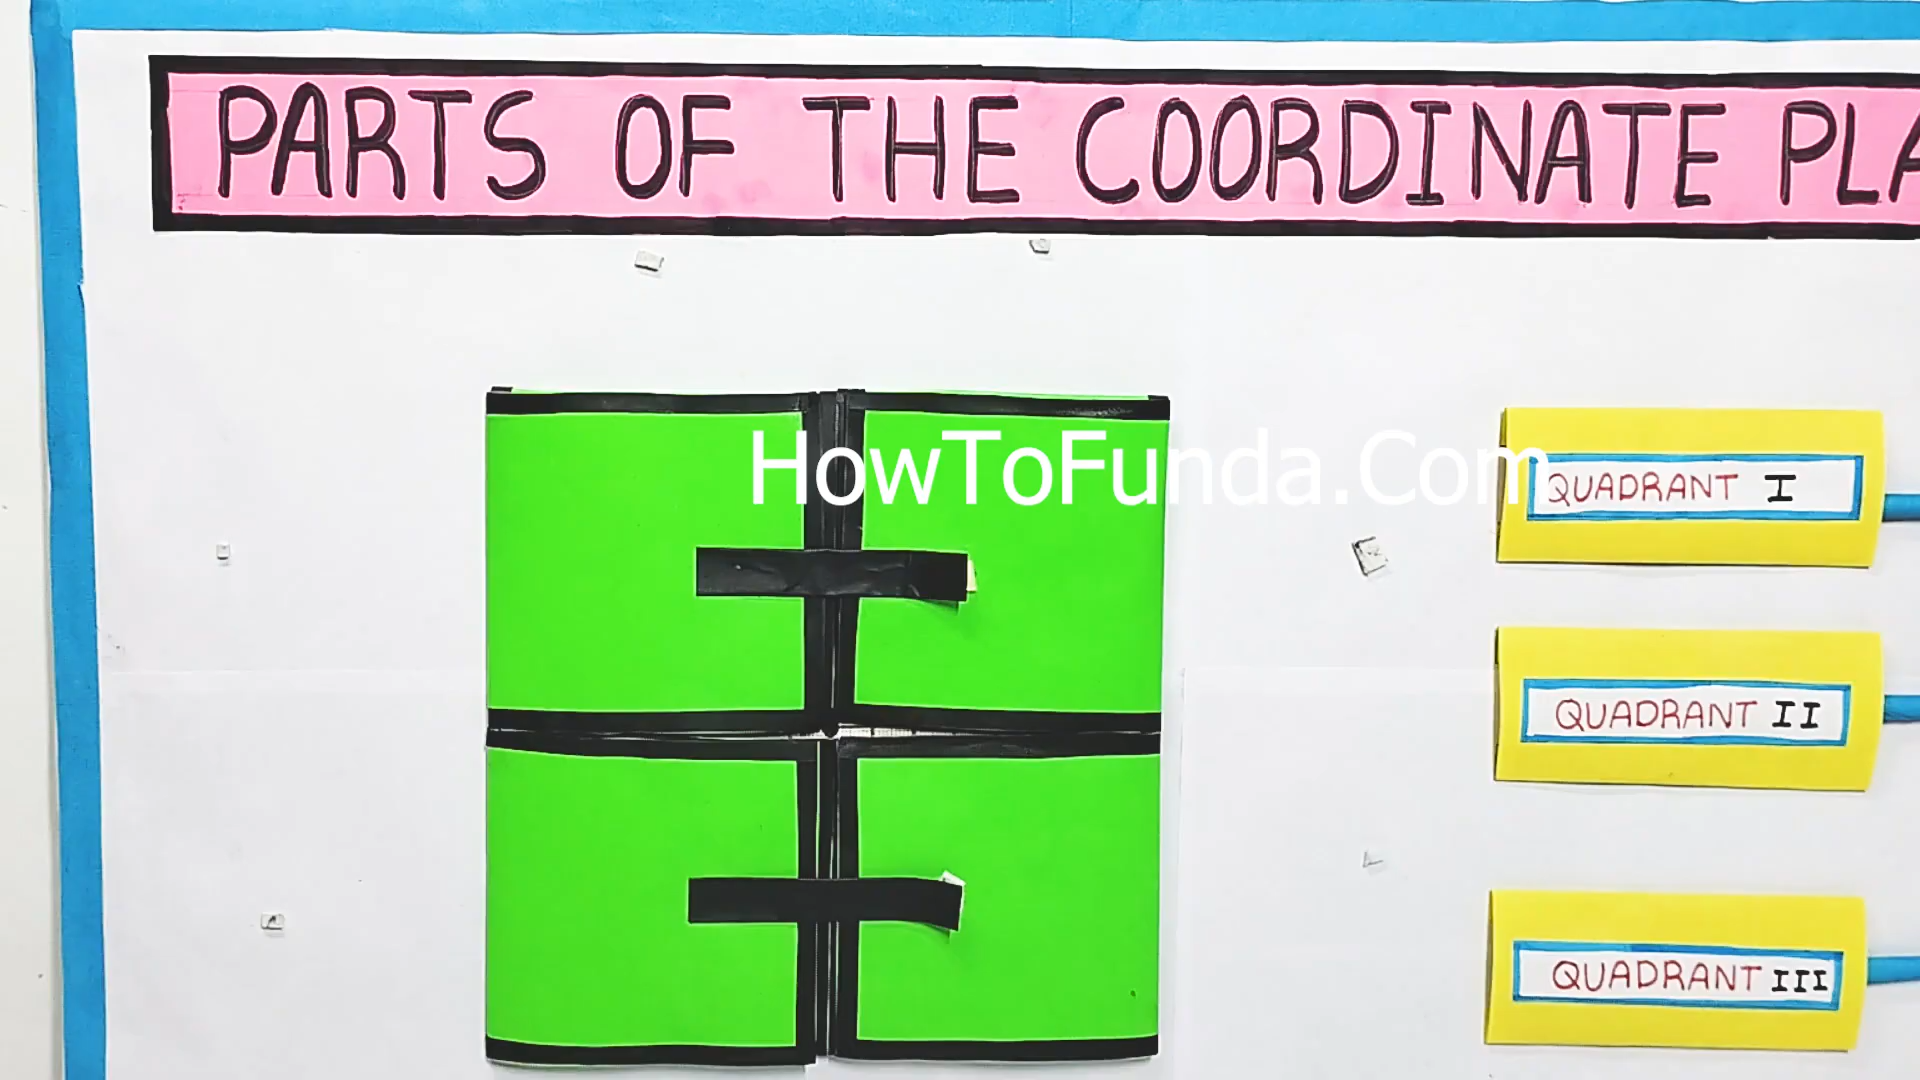 PARTS OF THE COORDINATE PLA
HowToFunda.Com
QUADRANT I
QUADRANT II
QUADRANT III